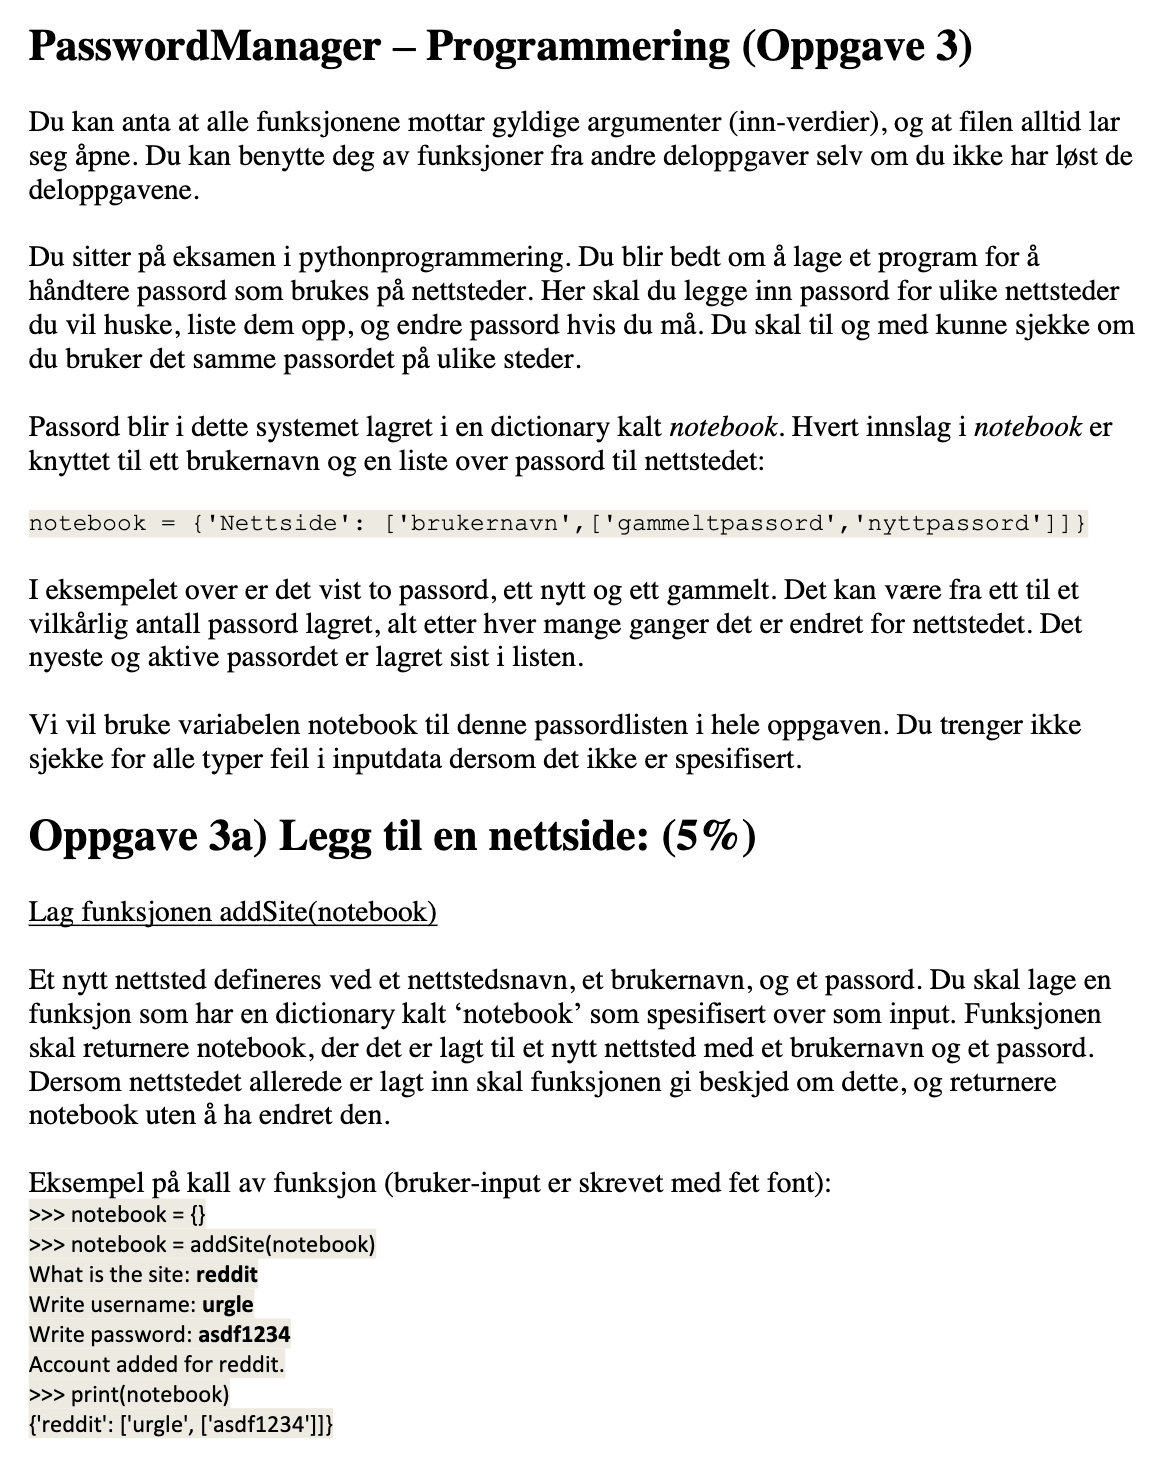 PasswordManager – Programmering (Oppgave 3)
Du kan anta at alle funksjonene mottar gyldige argumenter (inn-verdier), og at filen alltid lar
seg åpne. Du kan benytte deg av funksjoner fra andre deloppgaver selv om du ikke har løst de
deloppgavene.
Du sitter på eksamen i pythonprogrammering. Du blir bedt om å lage et program for å
håndtere passord som brukes på nettsteder. Her skal du legge inn passord for ulike nettsteder
du vil huske, liste dem opp, og endre passord hvis du må. Du skal til og med kunne sjekke om
du bruker det samme passordet på ulike steder.
Passord blir i dette systemet lagret i en dictionary kalt notebook. Hvert innslag i notebook er
knyttet til ett brukernavn og en liste over passord til nettstedet:
notebook = {'Nettside': ['brukernavn',['gammeltpassord','nyttpassord']]}
I eksempelet over er det vist to passord, ett nytt og ett gammelt. Det kan være fra ett til et
vilkårlig antall passord lagret, alt etter hver mange ganger det er endret for nettstedet. Det
nyeste og aktive passordet er lagret sist i listen.
Vi vil bruke variabelen notebook til denne passordlisten i hele oppgaven. Du trenger ikke
sjekke for alle typer feil i inputdata dersom det ikke er spesifisert.
Oppgave 3a) Legg til en nettside: (5%)
Lag funksjonen addSite(notebook)
Et nytt nettsted defineres ved et nettstedsnavn, et brukernavn, og et passord. Du skal lage en
funksjon som har en dictionary kalt ‘notebook’ som spesifisert over som input. Funksjonen
skal returnere notebook, der det er lagt til et nytt nettsted med et brukernavn og et passord.
Dersom nettstedet allerede er lagt inn skal funksjonen gi beskjed om dette, og returnere
notebook uten å ha endret den.
Eksempel på kall av funksjon (bruker-input er skrevet med fet font):
>>> notebook = {}
>>> notebook = addSite(notebook)
What is the site: reddit
Write username: urgle
Write password: asdf1234
Account added for reddit.
>>> print(notebook)
{'reddit': ['urgle', ['asdf1234']]}